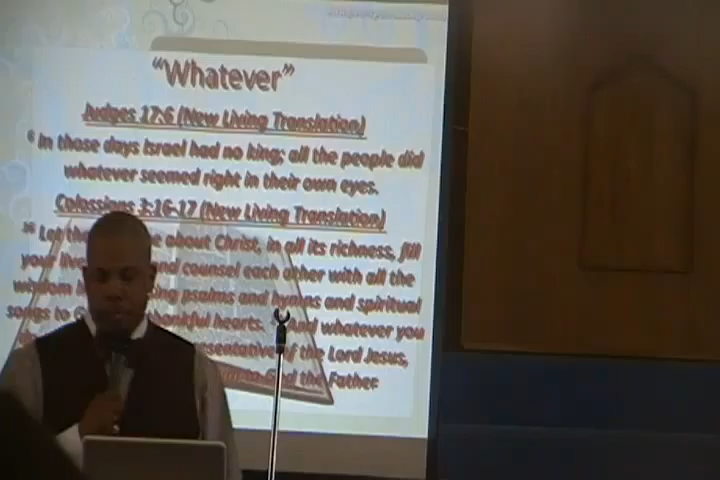 “Whatever”
Judges 17:6 (New Living Translation)
6 In those days Israel had no king; all the people did
whatever seemed right in their own eyes.
Colossians 3:16-17 (New Living Translation)
16 Let the about Christ, in all its richness, fill
your live and counsel each other with all the
wisdom psalms and hymns and spiritual
songs to hankful hearts. And whatever you
of the Lord Jesus,
God the Father.